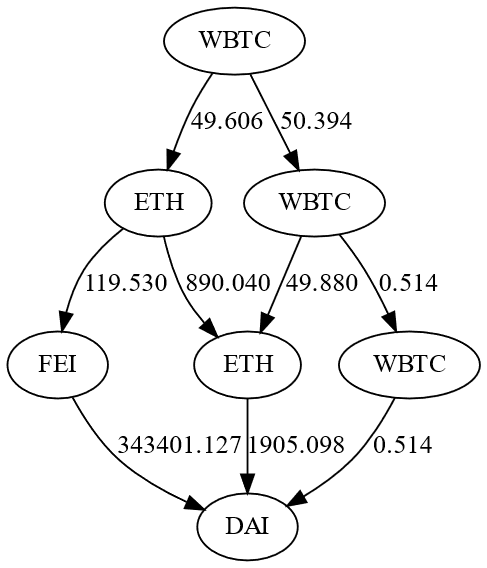 WBTC
49.606 50.394
ETH WBTC
119.530 890.040 49.880 0.514
FEI ETH WBTC
343401.127 1905.098 0.514
DAI